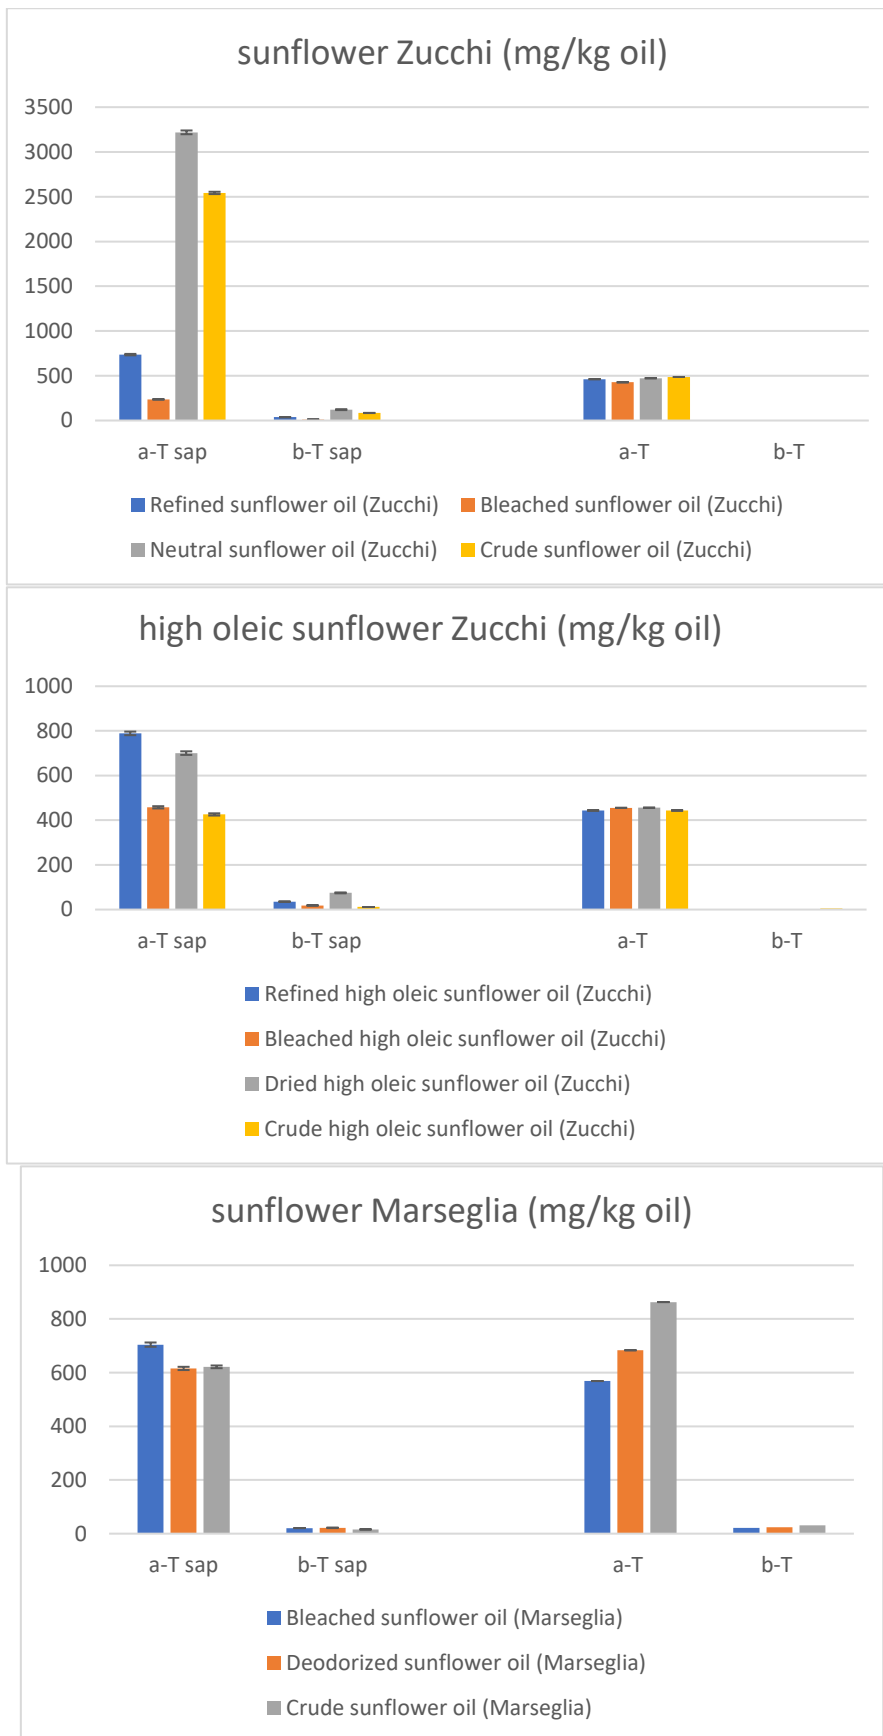 sunflower Zucchi (mg/kg oil)
3500
3000
2500
2000
1500
1000
500
0
a-T sap b-T sap a-T b-T
Refined sunflower oil (Zucchi) Bleached sunflower oil (Zucchi)
Neutral sunflower oil (Zucchi) Crude sunflower oil (Zucchi)
high oleic sunflower Zucchi (mg/kg oil)
1000
800
600
400
200
0
a-T sap b-T sap a-T b-T
Refined high oleic sunflower oil (Zucchi)
Bleached high oleic sunflower oil (Zucchi)
Dried high oleic sunflower oil (Zucchi)
Crude high oleic sunflower oil (Zucchi)
sunflower Marseglia (mg/kg oil)
1000
800
600
400
200
0
a-T sap b-T sap a-T b-T
Bleached sunflower oil (Marseglia)
Deodorized sunflower oil (Marseglia)
Crude sunflower oil (Marseglia)